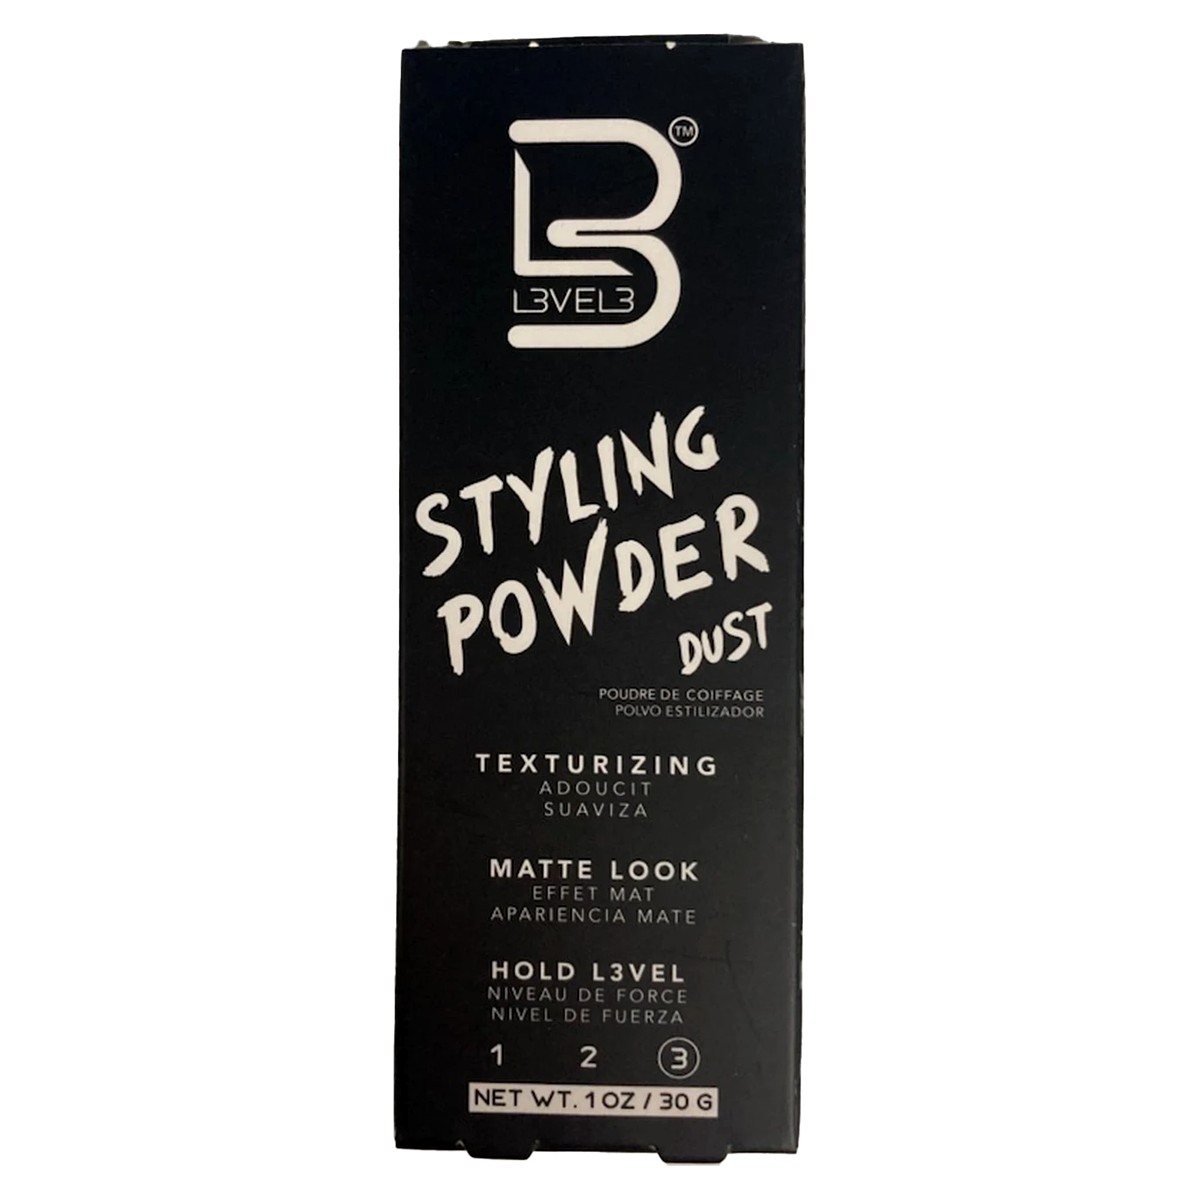 TM
L3VEL3
STYLING
POWDER
DUST
POUDRE DE COIFFAGE
POLVO ESTILIZADOR
TEXTURIZING
ADOUCIT
SUAVIZA
MATTE LOOK
EFFET MAT
APARIENCIA MATE
HOLD L3VEL
NIVEAU DE FORCE
NIVEL DE FUERZA
1 2 3
NET WT. 1 OZ / 30 G